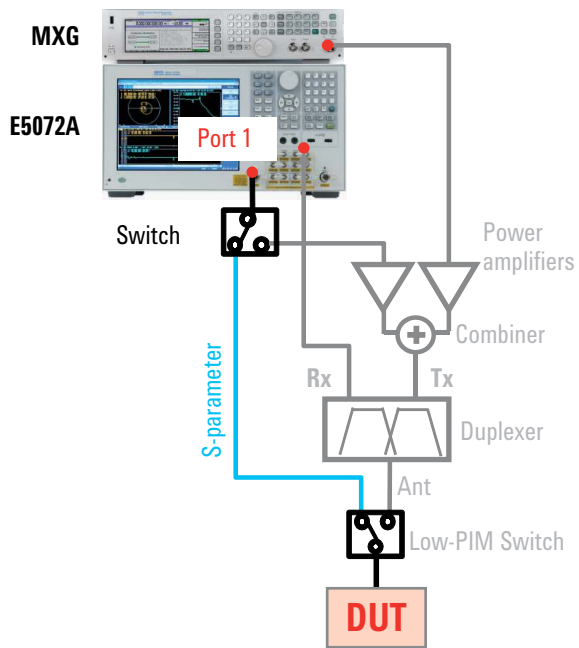 MXG
E5072A
Port 1
Switch
Power
amplifiers
Combiner
S-parameter
Rx
Tx
Duplexer
Ant
Low-PIM Switch
DUT